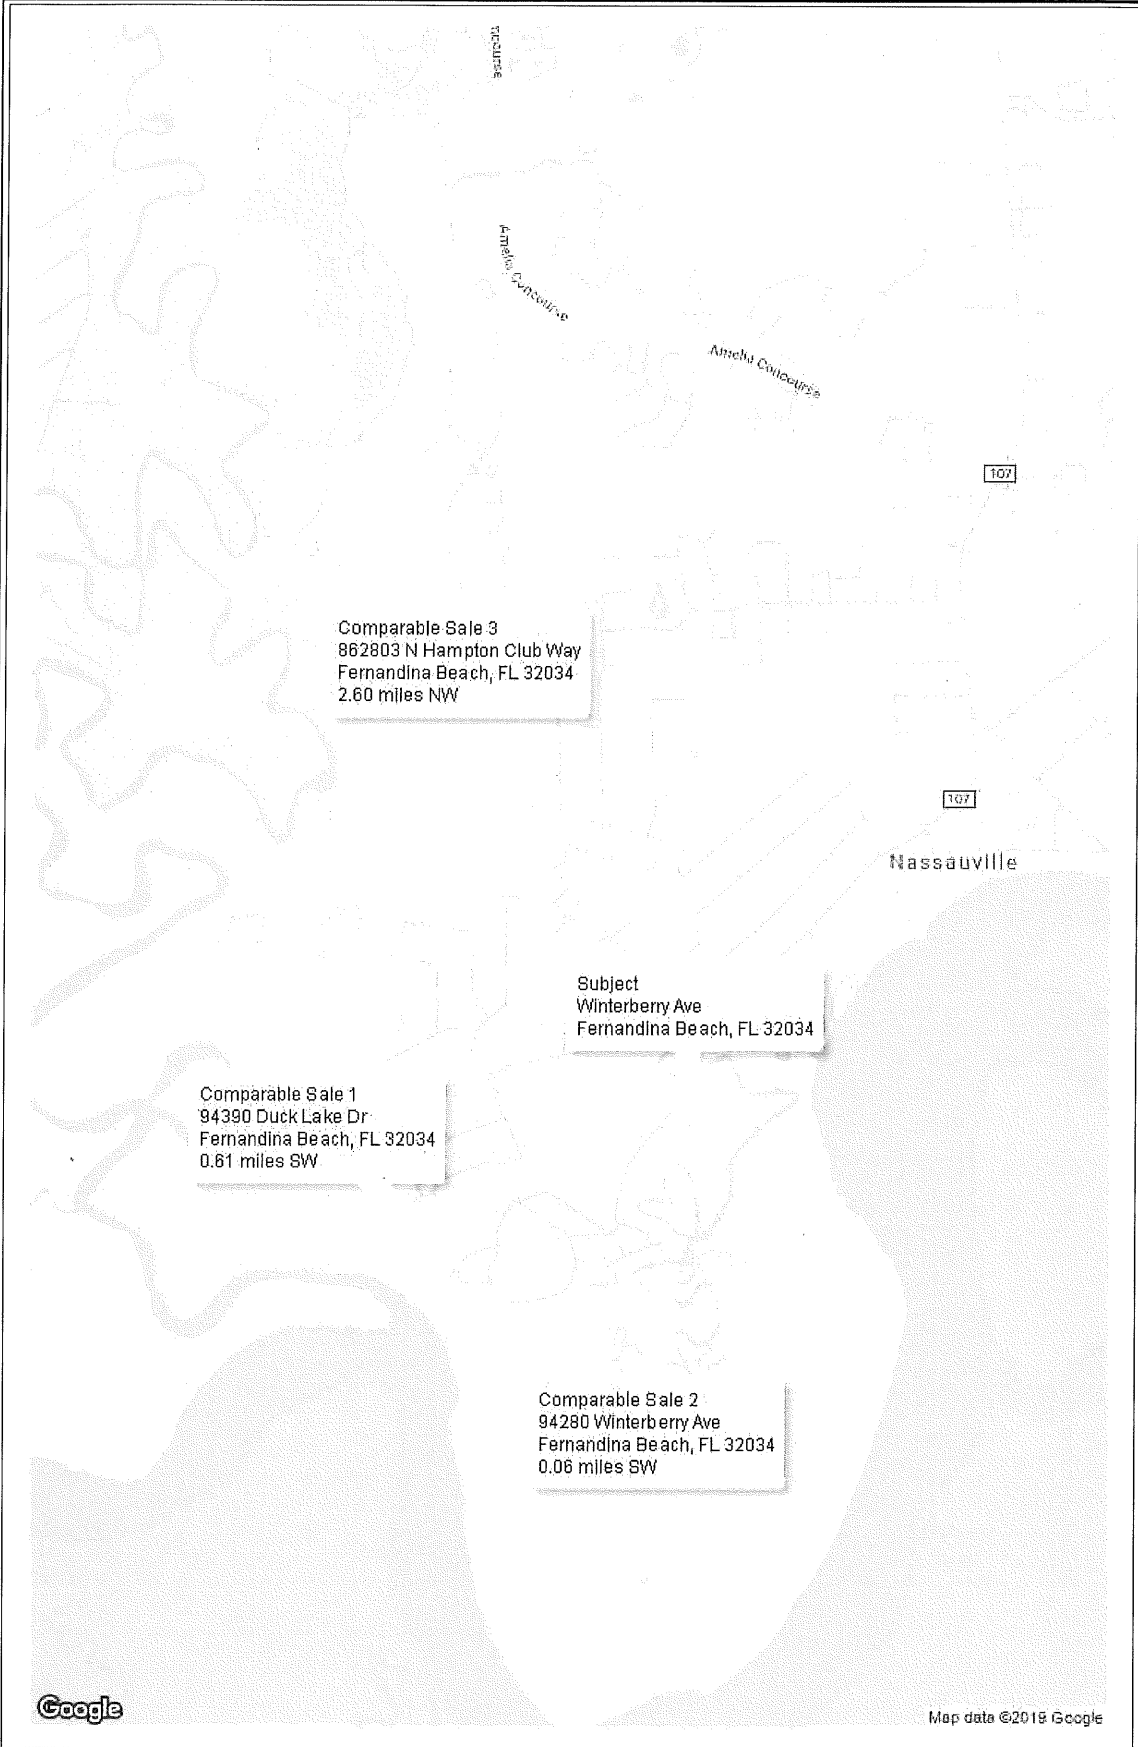 Amelia Concourse
Amelia Concourse
107
Comparable Sale 3
862803 N Hampton Club Way
Fernandina Beach, FL 32034
2.60 miles NW
107
Nassauville
Subject
Winterberry Ave
Fernandina Beach, FL 32034
Comparable Sale 1
94390 Duck Lake Dr
Fernandina Beach, FL 32034
0.61 miles SW
Comparable Sale 2
94280 Winterberry Ave
Fernandina Beach, FL 32034
0.06 miles SW
Google
Map data ©2019 Google